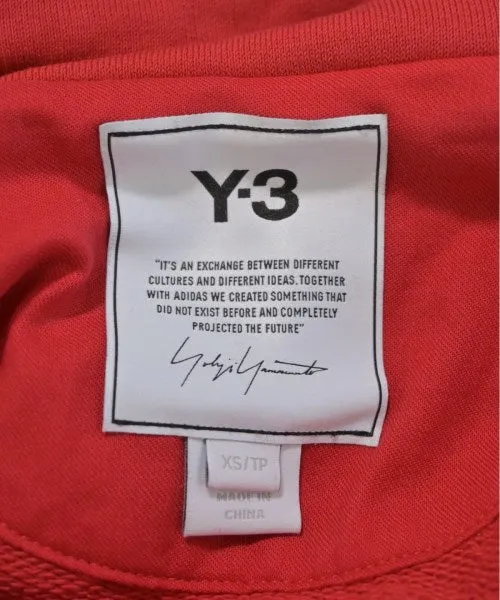 Y-3
"IT'S AN EXCHANGE BETWEEN DIFFERENT
CULTURES AND DIFFERENT IDEAS. TOGETHER
WITH ADIDAS WE CREATED SOMETHING THAT
DID NOT EXIST BEFORE AND COMPLETELY
PROJECTED THE FUTURE"
Yohji Yamamoto
XS/TP
MADE IN
CHINA